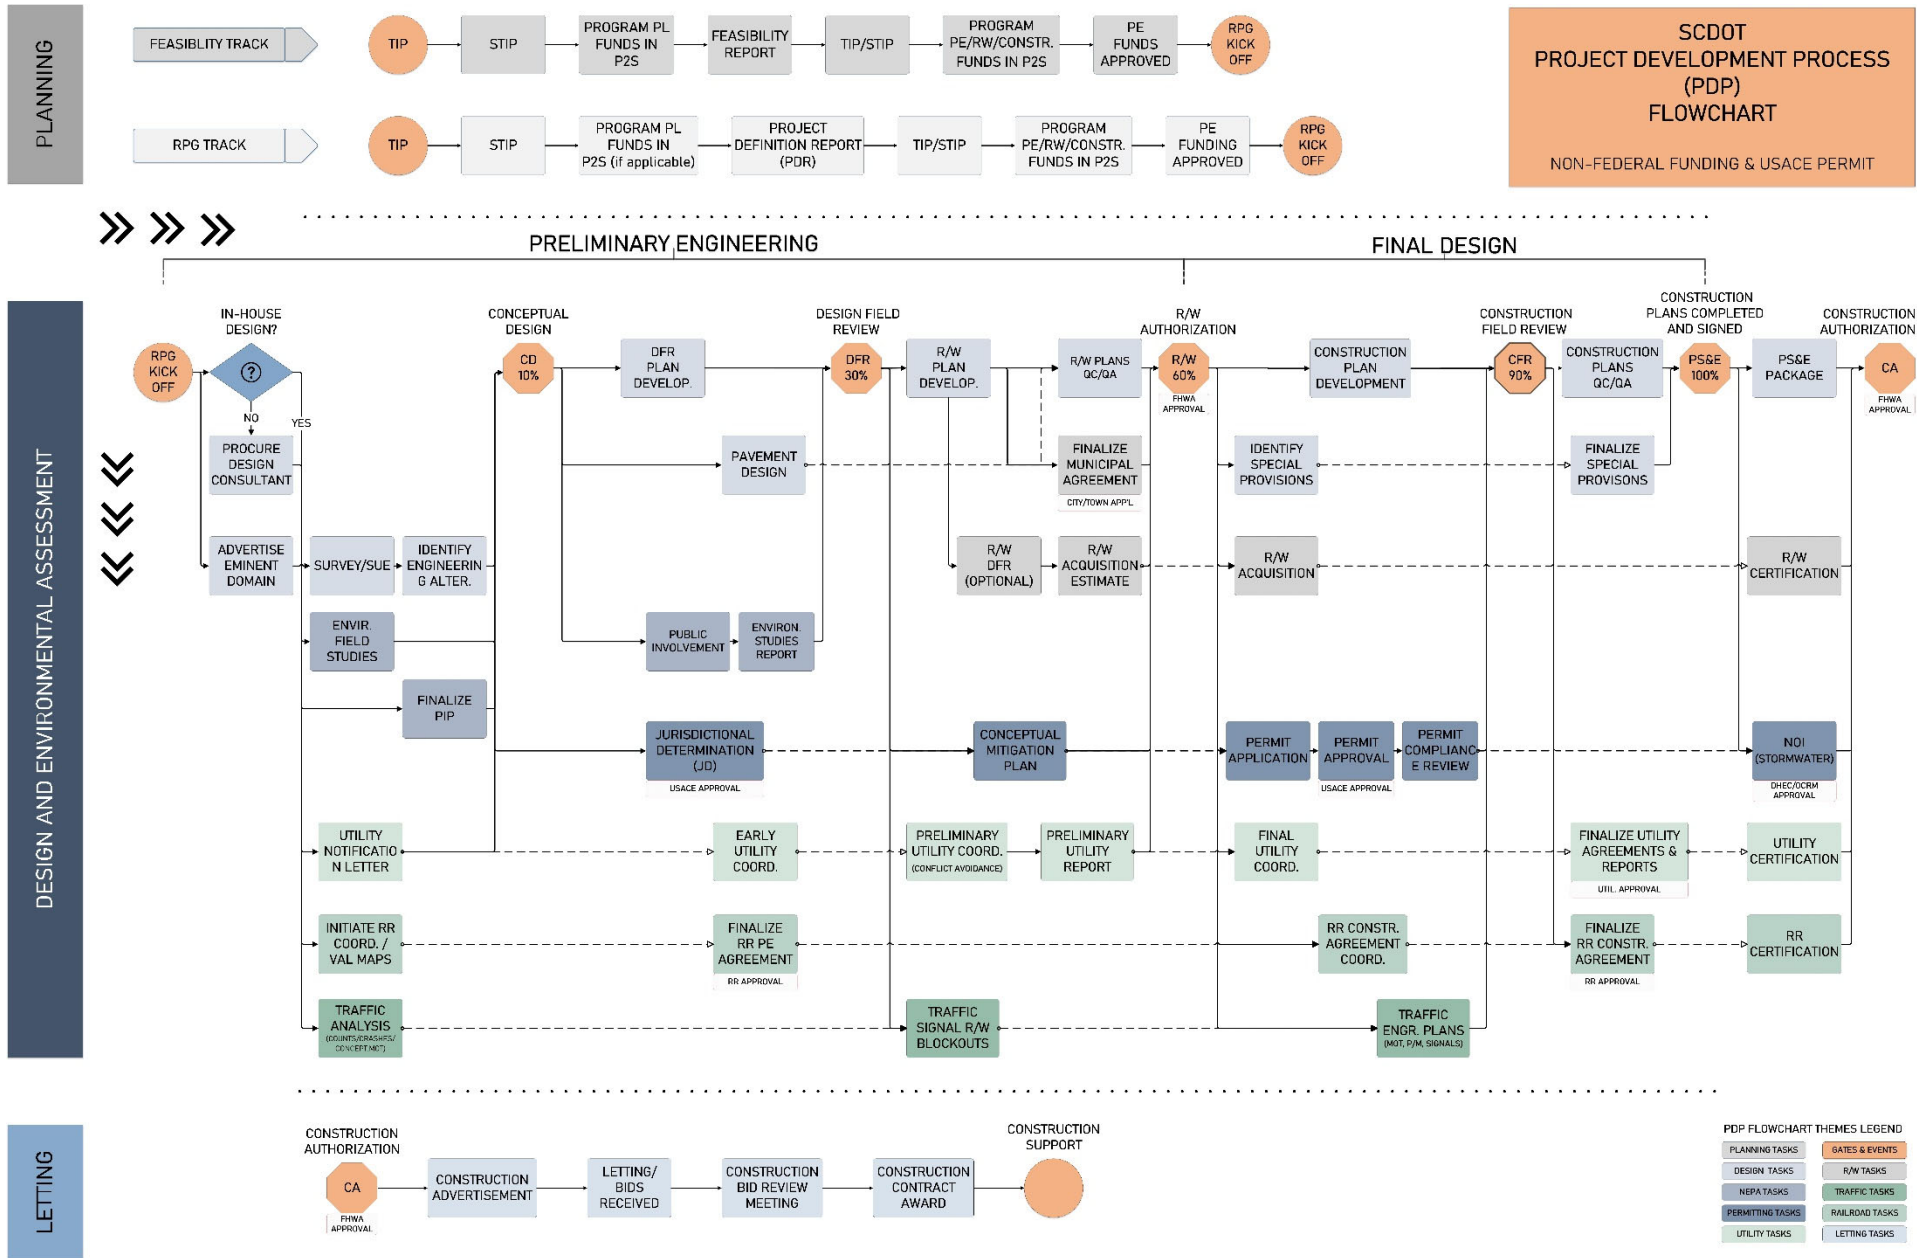 PLANNING
FEASIBLITY TRACK
TIP
STIP
PROGRAM PL
FUNDS IN
P2S
FEASIBILITY
REPORT
TIP/STIP
PROGRAM
PE/RW/CONSTR.
FUNDS IN P2S
PE
FUNDS
APPROVED
RPG
KICK
OFF
RPG TRACK
TIP
STIP
PROGRAM PL
FUNDS IN
P2S (if applicable)
PROJECT
DEFINITION REPORT
(PDR)
TIP/STIP
PROGRAM
PE/RW/CONSTR.
FUNDS IN P2S
PE
FUNDING
APPROVED
RPG
KICK
OFF
SCDOT
PROJECT DEVELOPMENT PROCESS
(PDP)
FLOWCHART
NON-FEDERAL FUNDING & USACE PERMIT
PRELIMINARY ENGINEERING
FINAL DESIGN
DESIGN AND ENVIRONMENTAL ASSESSMENT
RPG
KICK
OFF
IN-HOUSE
DESIGN?
?
NO
YES
CONCEPTUAL
DESIGN
CD
10%
DFR
PLAN
DEVELOP.
DESIGN FIELD
REVIEW
DFR
30%
R/W
PLAN
DEVELOP.
R/W PLANS
QC/QA
R/W
AUTHORIZATION
R/W
60%
FHWA
APPROVAL
CONSTRUCTION
PLAN
DEVELOPMENT
CONSTRUCTION
FIELD REVIEW
CFR
90%
CONSTRUCTION
PLANS
QC/QA
CONSTRUCTION
PLANS COMPLETED
AND SIGNED
PS&E
100%
PS&E
PACKAGE
CONSTRUCTION
AUTHORIZATION
CA
FHWA
APPROVAL
PROCURE
DESIGN
CONSULTANT
PAVEMENT
DESIGN
FINALIZE
MUNICIPAL
AGREEMENT
CITY/TOWN APP'L
IDENTIFY
SPECIAL
PROVISIONS
FINALIZE
SPECIAL
PROVISONS
ADVERTISE
EMINENT
DOMAIN
SURVEY/SUE
IDENTIFY
ENGINEERIN
G ALTER.
R/W
DFR
(OPTIONAL)
R/W
ACQUISITION
ESTIMATE
R/W
ACQUISITION
R/W
CERTIFICATION
ENVIR.
FIELD
STUDIES
PUBLIC
INVOLVEMENT
ENVIRON.
STUDIES
REPORT
FINALIZE
PIP
JURISDICTIONAL
DETERMINATION
(JD)
USACE APPROVAL
CONCEPTUAL
MITIGATION
PLAN
PERMIT
APPLICATION
PERMIT
APPROVAL
USACE APPROVAL
PERMIT
COMPLIANC
E REVIEW
NOI
(STORMWATER)
DHEC/OCRM
APPROVAL
UTILITY
NOTIFICATIO
N LETTER
EARLY
UTILITY
COORD.
PRELIMINARY
UTILITY COORD.
(CONFLICT AVOIDANCE)
PRELIMINARY
UTILITY
REPORT
FINAL
UTILITY
COORD.
FINALIZE UTILITY
AGREEMENTS &
REPORTS
UTIL. APPROVAL
UTILITY
CERTIFICATION
INITIATE RR
COORD. /
VAL MAPS
FINALIZE
RR PE
AGREEMENT
RR APPROVAL
RR CONSTR.
AGREEMENT
COORD.
FINALIZE
RR CONSTR.
AGREEMENT
RR APPROVAL
RR
CERTIFICATION
TRAFFIC
ANALYSIS
(COUNTS/CRASHES/
CONCEPT.MOT)
TRAFFIC
SIGNAL R/W
BLOCKOUTS
TRAFFIC
ENGR. PLANS
(MOT, P/M, SIGNALS)
LETTING
CONSTRUCTION
AUTHORIZATION
CA
FHWA
APPROVAL
CONSTRUCTION
ADVERTISEMENT
LETTING/
BIDS
RECEIVED
CONSTRUCTION
BID REVIEW
MEETING
CONSTRUCTION
CONTRACT
AWARD
CONSTRUCTION
SUPPORT
PDP FLOWCHART THEMES LEGEND
PLANNING TASKS
GATES & EVENTS
DESIGN TASKS
R/W TASKS
NEPA TASKS
TRAFFIC TASKS
PERMITTING TASKS
RAILROAD TASKS
UTILITY TASKS
LETTING TASKS